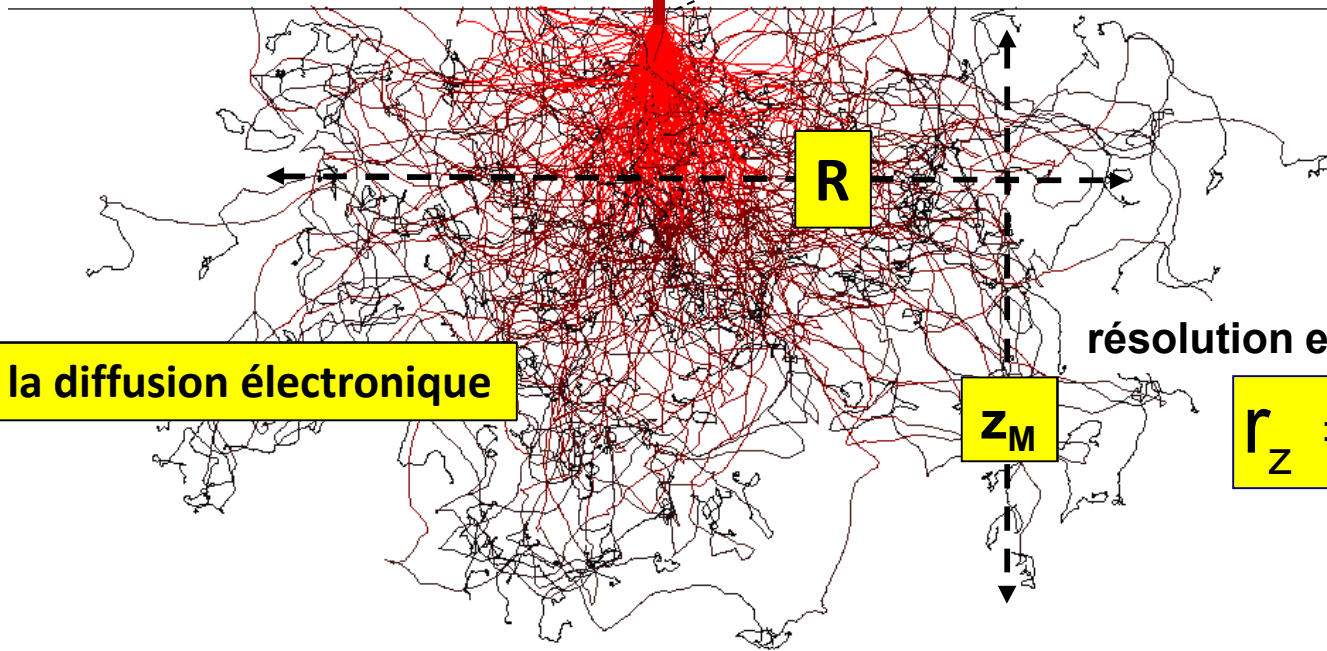 R
résolution e
la diffusion électronique
zM
rz =